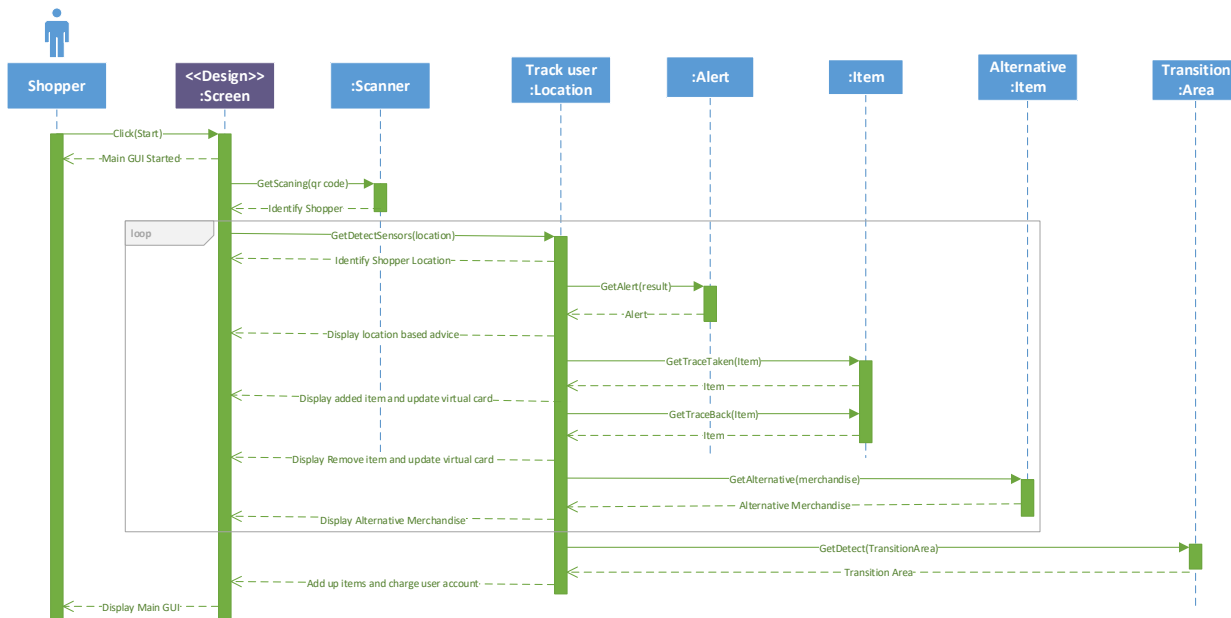 Shopper
<<Design>>
:Screen
:Scanner
Track user
:Location
:Alert
:Item
Alternative
:Item
Transition
:Area
Click(Start)
Main GUI Started
GetScaning(qr code)
Identify Shopper
loop
GetDetectSensors(location)
Identify Shopper Location
GetAlert(result)
Alert
Display location based advice
GetTraceTaken(Item)
Item
Display added item and update virtual card
GetTraceBack(Item)
Item
Display Remove item and update virtual card
GetAlternative(merchandise)
Alternative Merchandise
Display Alternative Merchandise
GetDetect(TransitionArea)
Transition Area
Add up items and charge user account
Display Main GUI